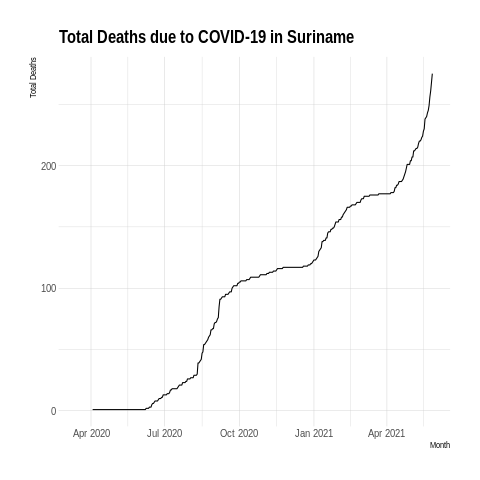 Total Deaths due to COVID-19 in Suriname
Total Deaths
200
100
0
Apr 2020 Jul 2020 Oct 2020 Jan 2021 Apr 2021
Month